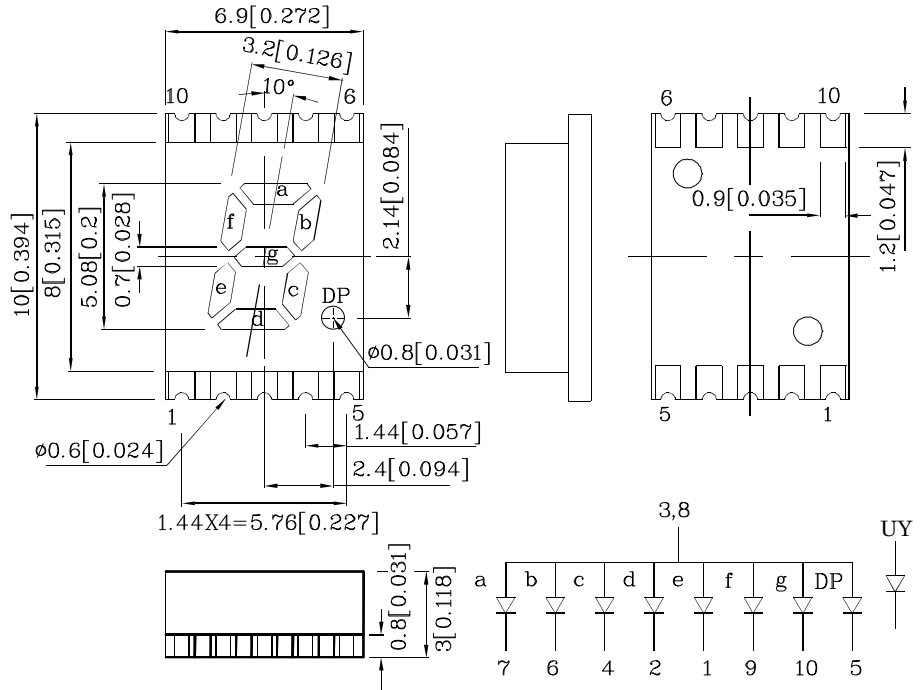 6.9[0.272]
3.2[0.126]
10°
10
6
6
10
a
f
b
g
e
c
d
DP
10[0.394]
8[0.315]
5.08[0.2]
0.7[0.028]
2.14[0.084]
0.9[0.035]
1.2[0.047]
ø0.8[0.031]
1
5
5
1
ø0.6[0.024]
1.44[0.057]
2.4[0.094]
1.44X4=5.76[0.227]
0.8[0.031]
3[0.118]
3,8
UY
a b c d e f g DP
7 6 4 2 1 9 10 5